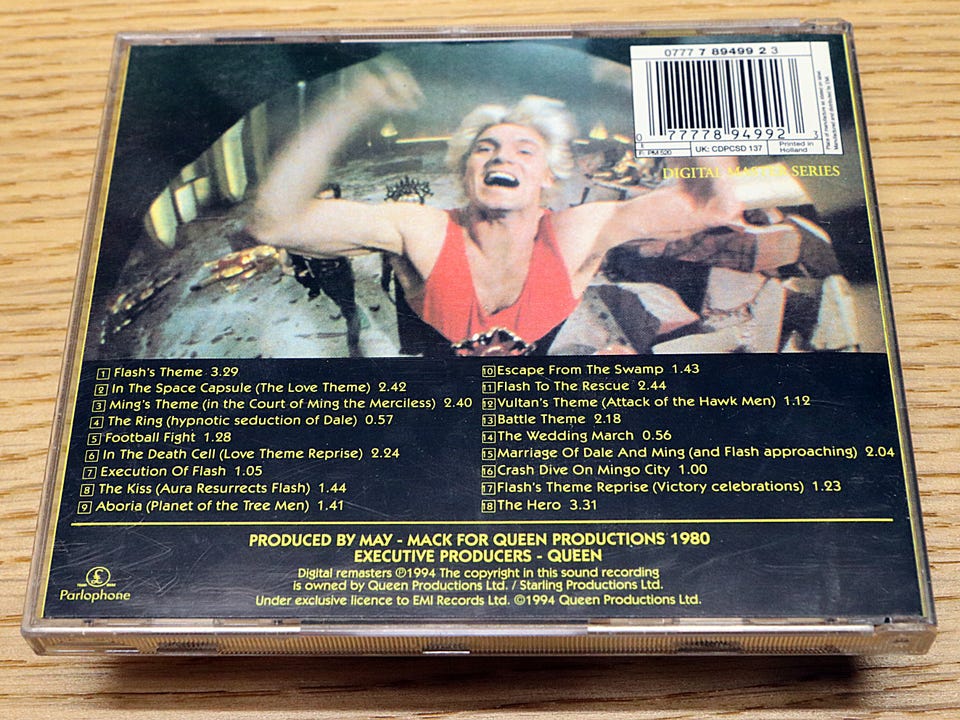 0777 7 89499 2 3
0 77778 94992 3
F: PM 520
UK: CDPCSD 137
Printed in
Holland
DIGITAL MASTER SERIES
1 Flash's Theme 3.29
2 In The Space Capsule (The Love Theme) 2.42
3 Ming's Theme (in the Court of Ming the Merciless) 2.40
4 The Ring (hypnotic seduction of Dale) 0.57
5 Football Fight 1.28
6 In The Death Cell (Love Theme Reprise) 2.24
7 Execution Of Flash 1.05
8 The Kiss (Aura Resurrects Flash) 1.44
9 Aboria (Planet of the Tree Men) 1.41
10 Escape From The Swamp 1.43
11 Flash To The Rescue 2.44
12 Vultan's Theme (Attack of the Hawk Men) 1.12
13 Battle Theme 2.18
14 The Wedding March 0.56
15 Marriage Of Dale And Ming (and Flash approaching) 2.04
16 Crash Dive On Mingo City 1.00
17 Flash's Theme Reprise (Victory celebrations) 1.23
18 The Hero 3.31
PRODUCED BY MAY - MACK FOR QUEEN PRODUCTIONS 1980
EXECUTIVE PRODUCERS - QUEEN
Digital remasters ℗1994 The copyright in this sound recording
is owned by Queen Productions Ltd. / Starling Productions Ltd.
Under exclusive licence to EMI Records Ltd. ©1994 Queen Productions Ltd.
£
Parlophone